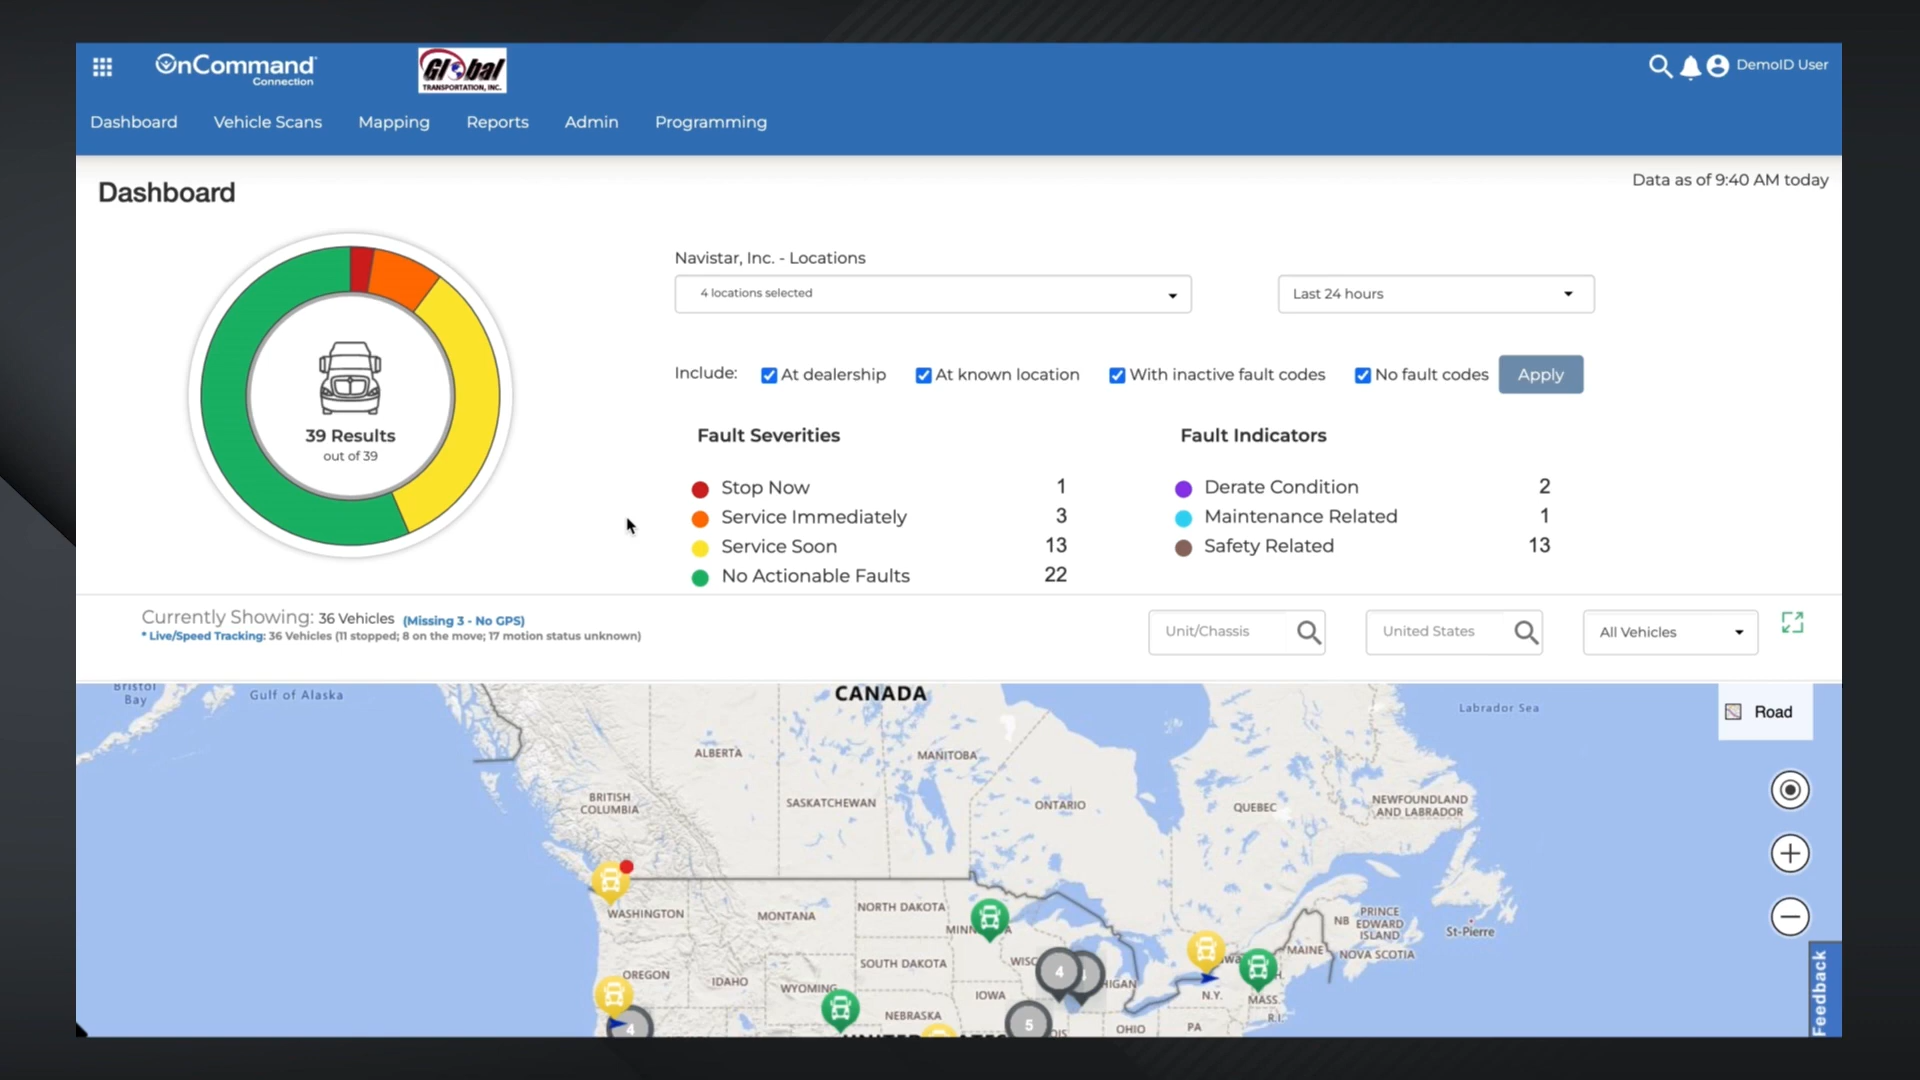 OnCommand
Connection
Global
TRANSPORTATION, INC.
DemoID User
Dashboard Vehicle Scans Mapping Reports Admin Programming
Dashboard
Data as of 9:40 AM today
Navistar, Inc. - Locations
4 locations selected
Last 24 hours
Include: At dealership At known location With inactive fault codes No fault codes Apply
39 Results
out of 39
Fault Severities
Stop Now 1
Service Immediately 3
Service Soon 13
No Actionable Faults 22
Fault Indicators
Derate Condition 2
Maintenance Related 1
Safety Related 13
Currently Showing: 36 Vehicles (Missing 3 - No GPS)
* Live/Speed Tracking: 36 Vehicles (11 stopped; 8 on the move; 17 motion status unknown)
Unit/Chassis
United States
All Vehicles
Bristol
Bay
Gulf of Alaska
CANADA
Labrador Sea
Road
ALBERTA
MANITOBA
BRITISH
COLUMBIA
SASKATCHEWAN
ONTARIO
QUEBEC
NEWFOUNDLAND
AND LABRADOR
WASHINGTON
MONTANA
NORTH DAKOTA
NB
PRINCE
EDWARD
ISLAND
St-Pierre
MAINE
NOVA SCOTIA
SOUTH DAKOTA
4
OREGON
IDAHO
WYOMING
IOWA
N.Y.
MASS.
R.I.
NEBRASKA
4
5
OHIO
PA
Feedback